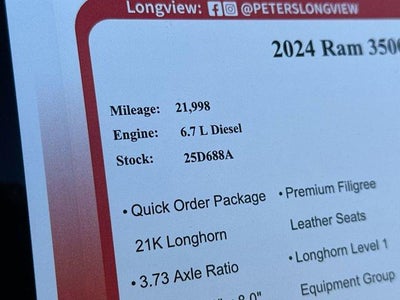 Longview: @PETERSLONGVIEW
2024 Ram 3500
Mileage: 21,998
Engine: 6.7 L Diesel
Stock: 25D688A
• Quick Order Package
21K Longhorn
• 3.73 Axle Ratio
• Premium Filigree
Leather Seats
• Longhorn Level 1
Equipment Group